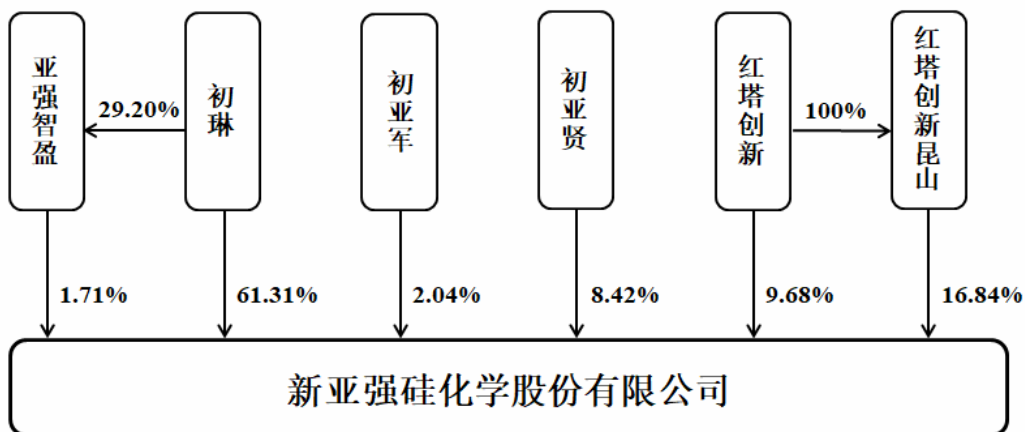 亚强智盈
29.20%
初琳
初亚军
初亚贤
红塔创新
100%
红塔创新昆山
1.71%
61.31%
2.04%
8.42%
9.68%
16.84%
新亚强硅化学股份有限公司